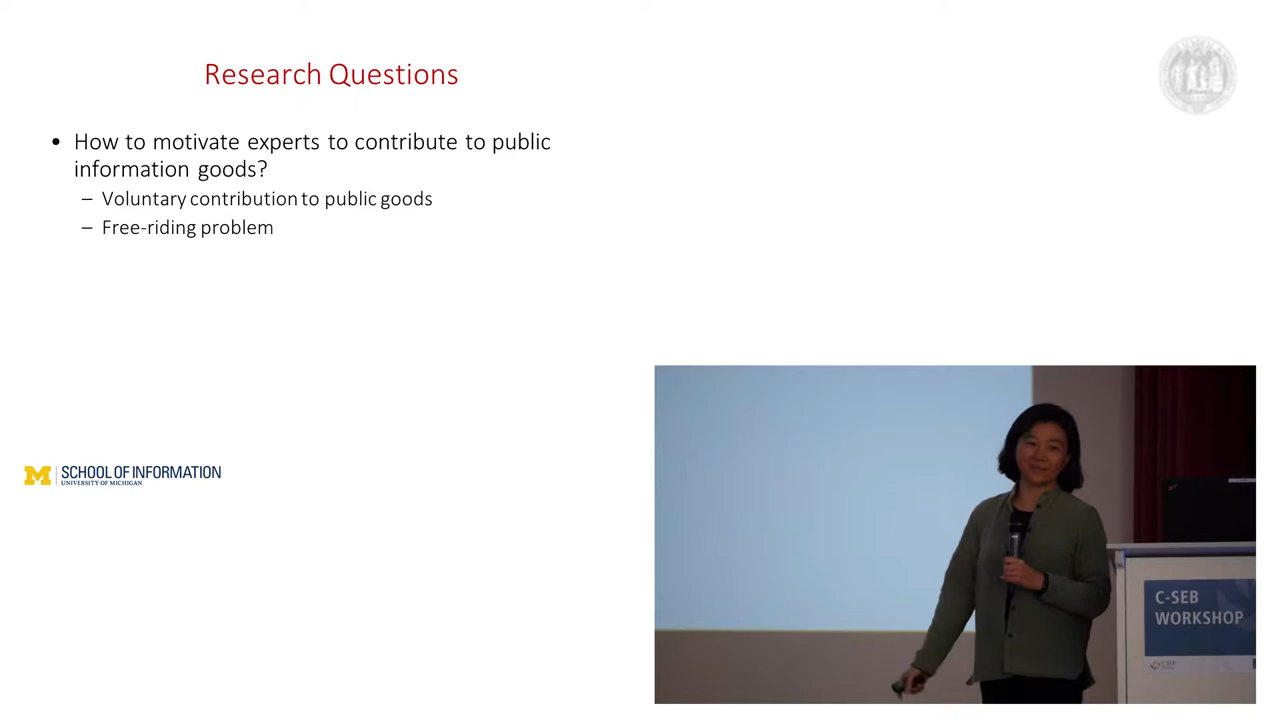 Research Questions
• How to motivate experts to contribute to public
information goods?
– Voluntary contribution to public goods
– Free-riding problem
M SCHOOL OF INFORMATION
UNIVERSITY OF MICHIGAN
C-SEB
WORKSHOP
C-SEB